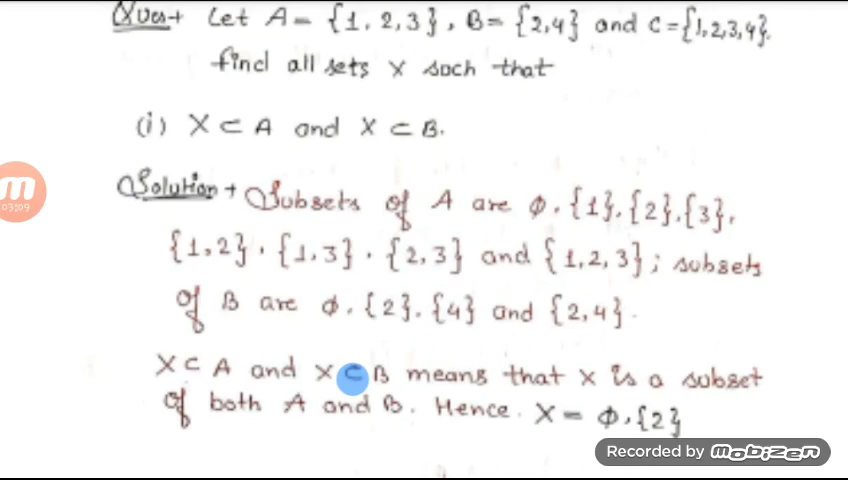 Ques→ Let A = {1, 2, 3}, B = {2,4} and C = {1,2,3,4}.
find all sets X such that
(i) X ⊂ A and X ⊂ B.
Solution → Subsets of A are φ, {1}, {2}, {3},
{1,2}, {1,3}, {2,3} and {1,2,3}; subsets
of B are φ, {2}, {4} and {2,4}.
X ⊂ A and X ⊂ B means that X is a subset
of both A and B. Hence. X = φ, {2}
03:09
Recorded by mobizen